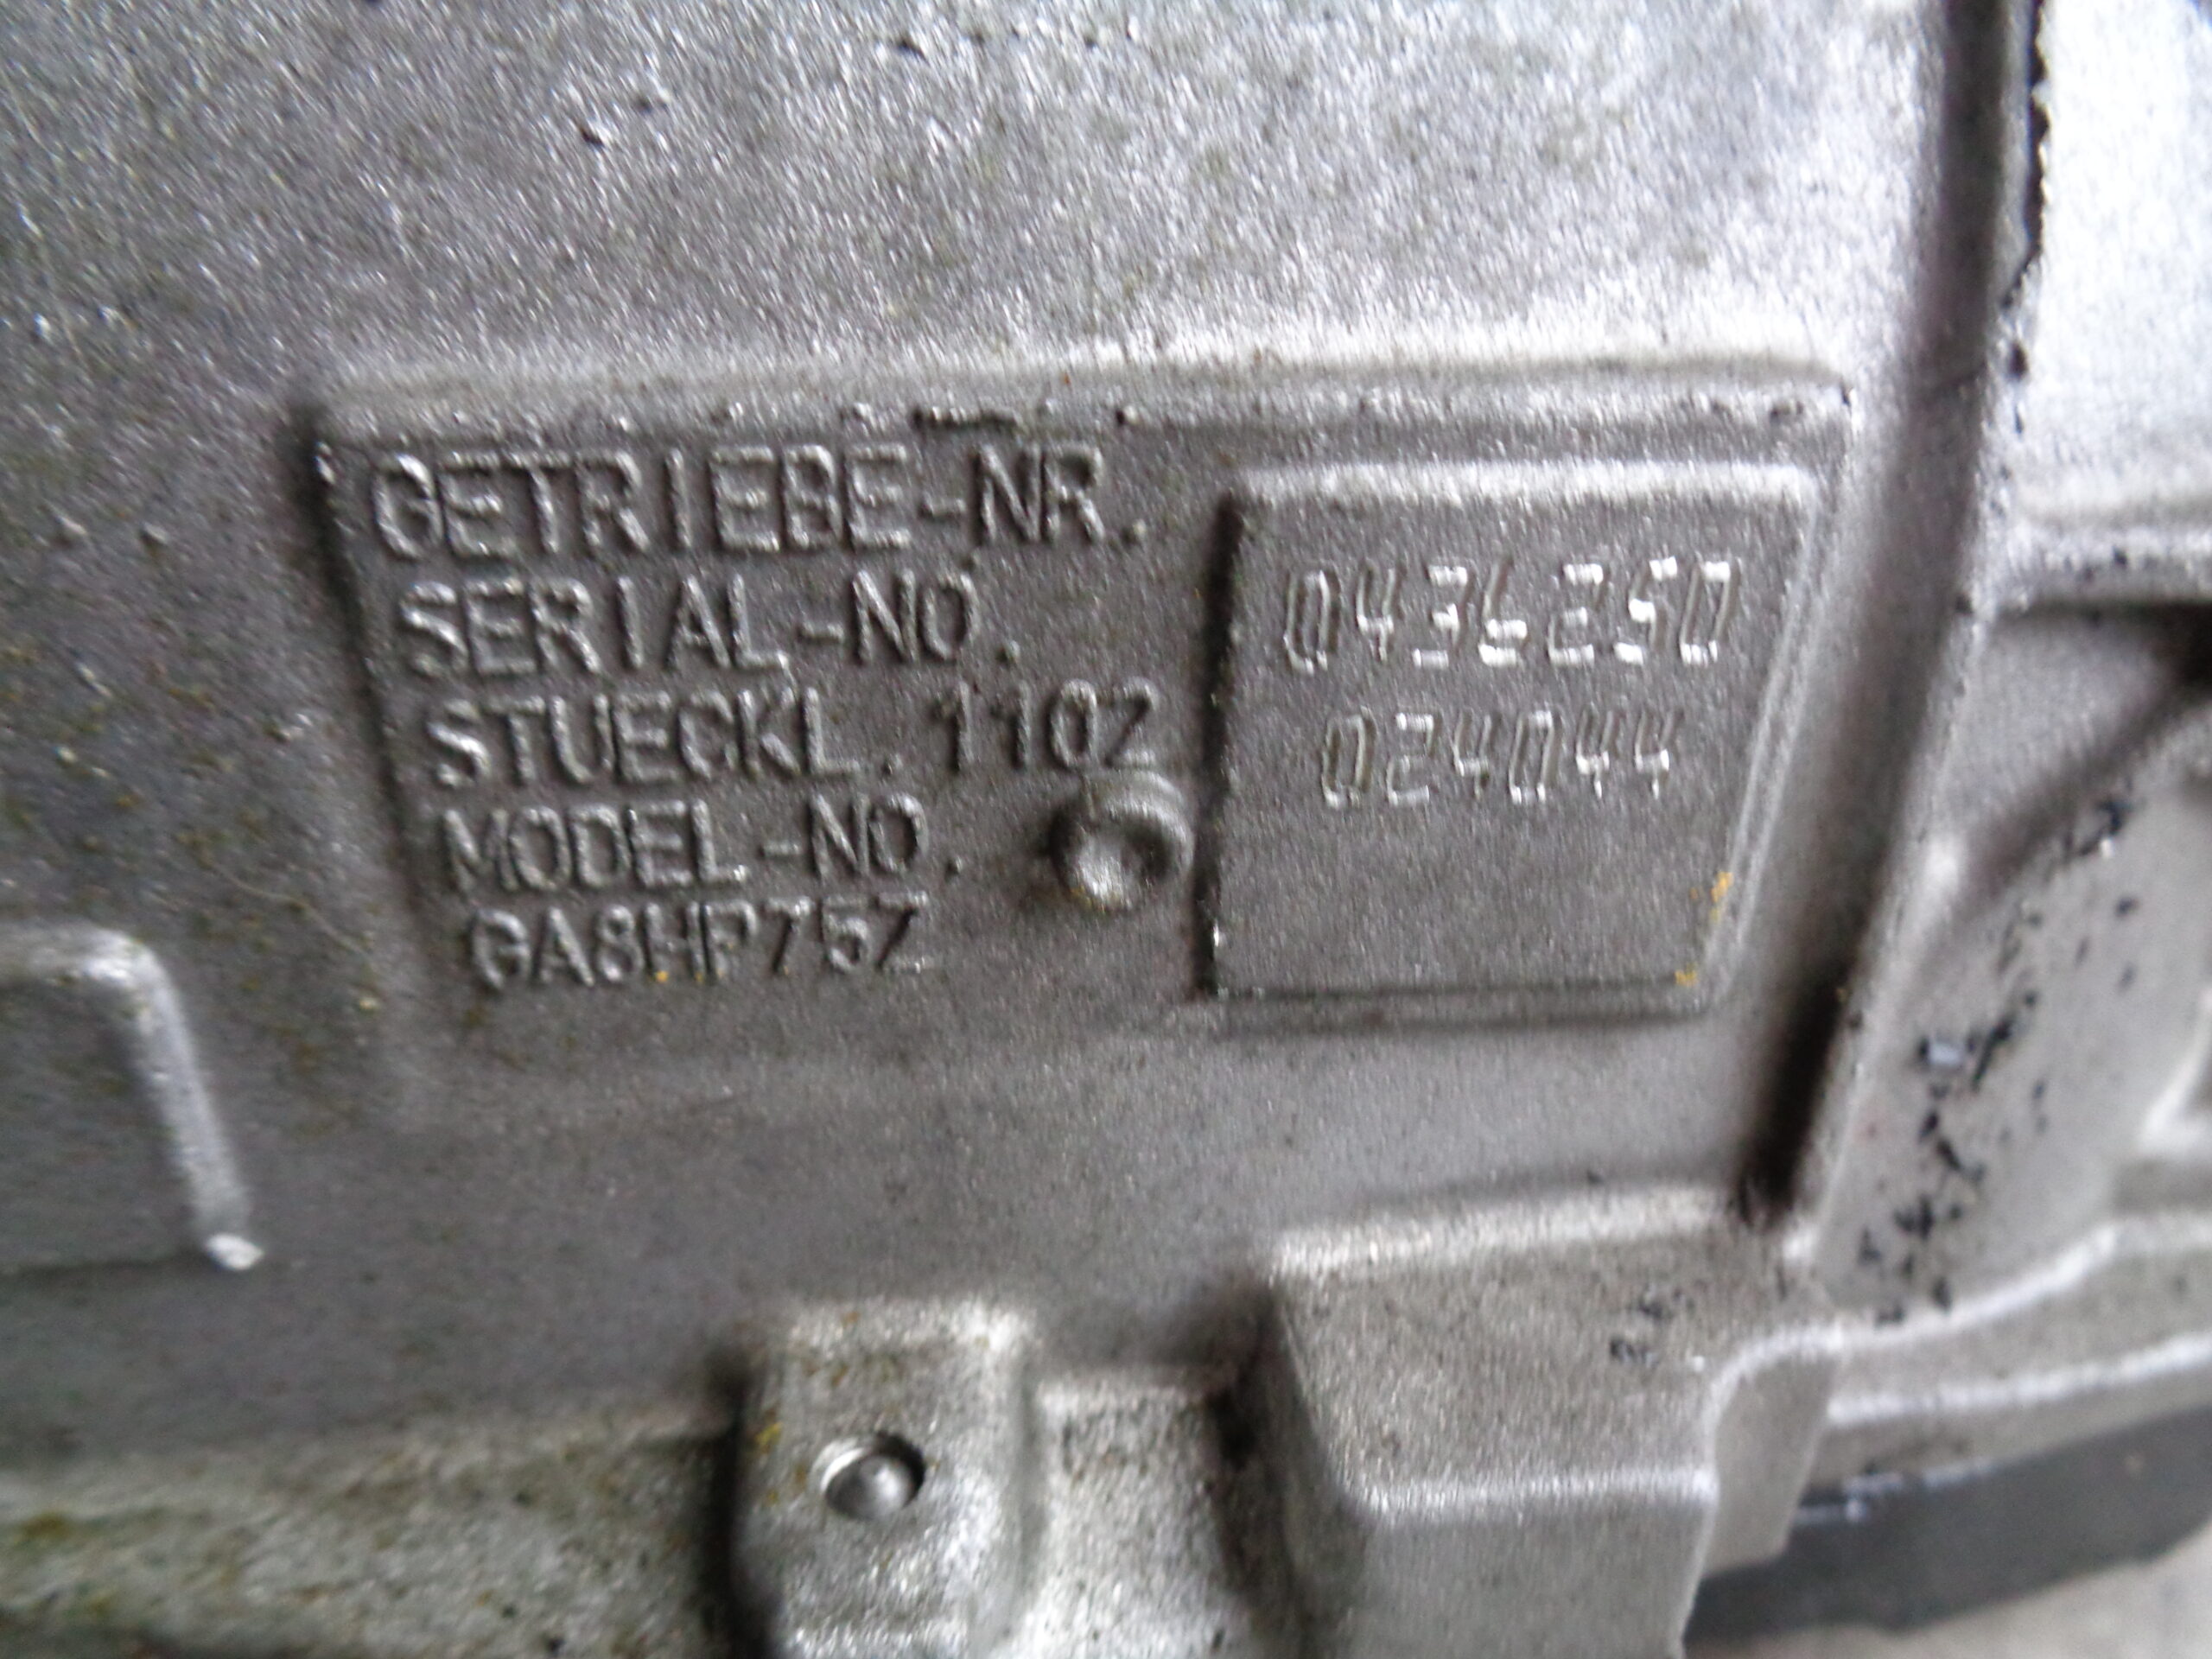 GETRIEBE-NR.
SERIAL-NO. 0436250
STUECKL. 1102 024044
MODEL-NO.
GA8HP75Z